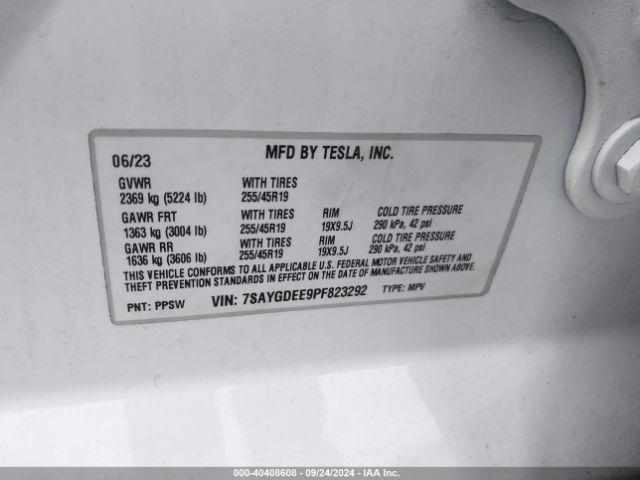 06/23 MFD BY TESLA, INC.
GVWR WITH TIRES
2369 kg (5224 lb) 255/45R19
GAWR FRT WITH TIRES RIM COLD TIRE PRESSURE
1363 kg (3004 lb) 255/45R19 19X9.5J 290 kPa, 42 psi
GAWR RR WITH TIRES RIM COLD TIRE PRESSURE
1636 kg (3606 lb) 255/45R19 19X9.5J 290 kPa, 42 psi
THIS VEHICLE CONFORMS TO ALL APPLICABLE U.S. FEDERAL MOTOR VEHICLE SAFETY AND
THEFT PREVENTION STANDARDS IN EFFECT ON THE DATE OF MANUFACTURE SHOWN ABOVE.
PNT: PPSW VIN: 7SAYGDEE9PF823292 TYPE: MPV
000-40408608 - 09/24/2024 - IAA Inc.